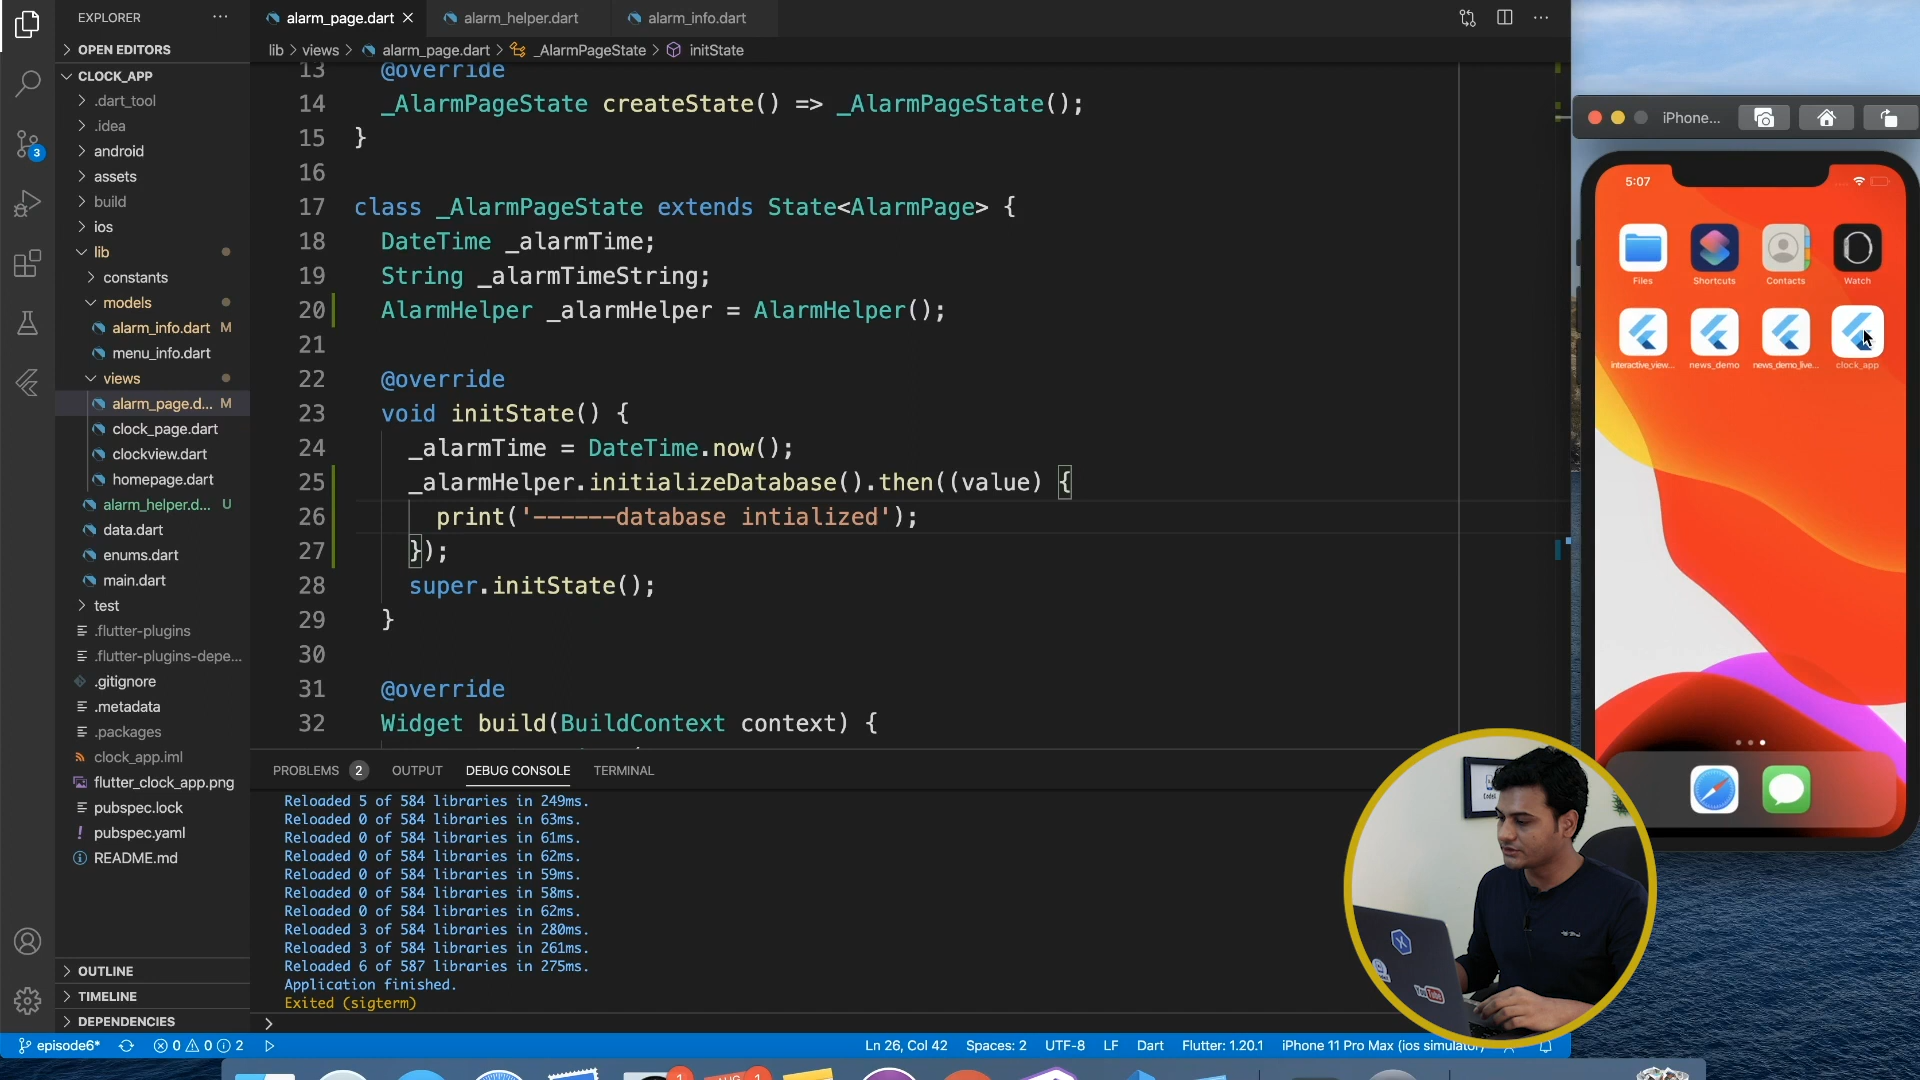 EXPLORER
OPEN EDITORS
CLOCK_APP
.dart_tool
.idea
android
assets
build
ios
lib
constants
models
alarm_info.dart M
menu_info.dart
views
alarm_page.d... M
clock_page.dart
clockview.dart
homepage.dart
alarm_helper.d... U
data.dart
enums.dart
main.dart
test
.flutter-plugins
.flutter-plugins-depe...
.gitignore
.metadata
.packages
clock_app.iml
flutter_clock_app.png
pubspec.lock
pubspec.yaml
README.md
OUTLINE
TIMELINE
DEPENDENCIES
3
alarm_page.dart
alarm_helper.dart
alarm_info.dart
lib > views > alarm_page.dart > _AlarmPageState > initState
13 @override
14 _AlarmPageState createState() => _AlarmPageState();
15 }
16
17 class _AlarmPageState extends State<AlarmPage> {
18 DateTime _alarmTime;
19 String _alarmTimeString;
20 AlarmHelper _alarmHelper = AlarmHelper();
21
22 @override
23 void initState() {
24 _alarmTime = DateTime.now();
25 _alarmHelper.initializeDatabase().then((value) {
26 print('------database intialized');
27 });
28 super.initState();
29 }
30
31 @override
32 Widget build(BuildContext context) {
PROBLEMS 2 OUTPUT DEBUG CONSOLE TERMINAL
Reloaded 5 of 584 libraries in 249ms.
Reloaded 0 of 584 libraries in 63ms.
Reloaded 0 of 584 libraries in 61ms.
Reloaded 0 of 584 libraries in 62ms.
Reloaded 0 of 584 libraries in 59ms.
Reloaded 0 of 584 libraries in 58ms.
Reloaded 0 of 584 libraries in 62ms.
Reloaded 3 of 584 libraries in 280ms.
Reloaded 3 of 584 libraries in 261ms.
Reloaded 6 of 587 libraries in 275ms.
Application finished.
Exited (sigterm)
iPhone...
5:07
Files Shortcuts Contacts Watch
interactive_view... news_demo news_demo_live... clock_app
YouTube
episode6* 0 0 2
Ln 26, Col 42 Spaces: 2 UTF-8 LF Dart Flutter: 1.20.1 iPhone 11 Pro Max (ios simulator)
1
AUG 1